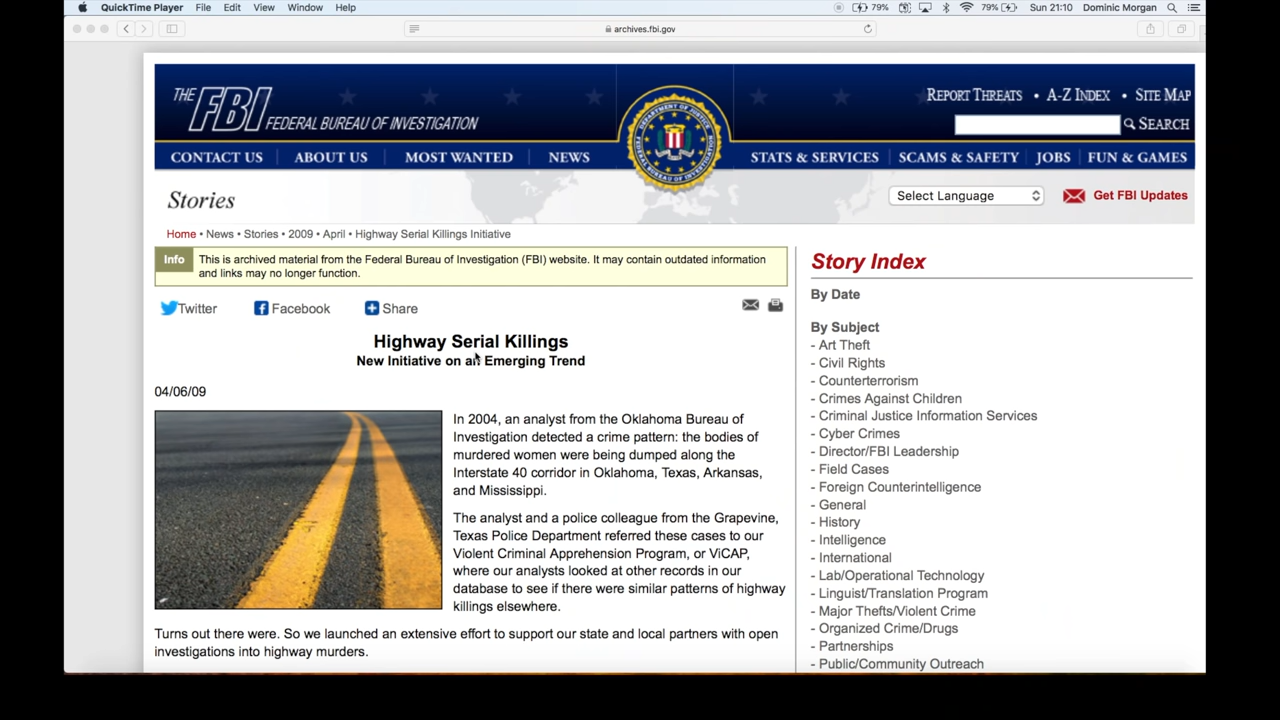 QuickTime Player File Edit View Window Help 79% 79% Sun 21:10 Dominic Morgan
archives.fbi.gov
THE FBI FEDERAL BUREAU OF INVESTIGATION
REPORT THREATS • A-Z INDEX • SITE MAP
SEARCH
CONTACT US ABOUT US MOST WANTED NEWS STATS & SERVICES SCAMS & SAFETY JOBS FUN & GAMES
Stories
Select Language
Get FBI Updates
Home • News • Stories • 2009 • April • Highway Serial Killings Initiative
Info
This is archived material from the Federal Bureau of Investigation (FBI) website. It may contain outdated information
and links may no longer function.
Twitter Facebook Share
Highway Serial Killings
New Initiative on an Emerging Trend
04/06/09
In 2004, an analyst from the Oklahoma Bureau of
Investigation detected a crime pattern: the bodies of
murdered women were being dumped along the
Interstate 40 corridor in Oklahoma, Texas, Arkansas,
and Mississippi.
The analyst and a police colleague from the Grapevine,
Texas Police Department referred these cases to our
Violent Criminal Apprehension Program, or ViCAP,
where our analysts looked at other records in our
database to see if there were similar patterns of highway
killings elsewhere.
Turns out there were. So we launched an extensive effort to support our state and local partners with open
investigations into highway murders.
Story Index
By Date
By Subject
- Art Theft
- Civil Rights
- Counterterrorism
- Crimes Against Children
- Criminal Justice Information Services
- Cyber Crimes
- Director/FBI Leadership
- Field Cases
- Foreign Counterintelligence
- General
- History
- Intelligence
- International
- Lab/Operational Technology
- Linguist/Translation Program
- Major Thefts/Violent Crime
- Organized Crime/Drugs
- Partnerships
- Public/Community Outreach